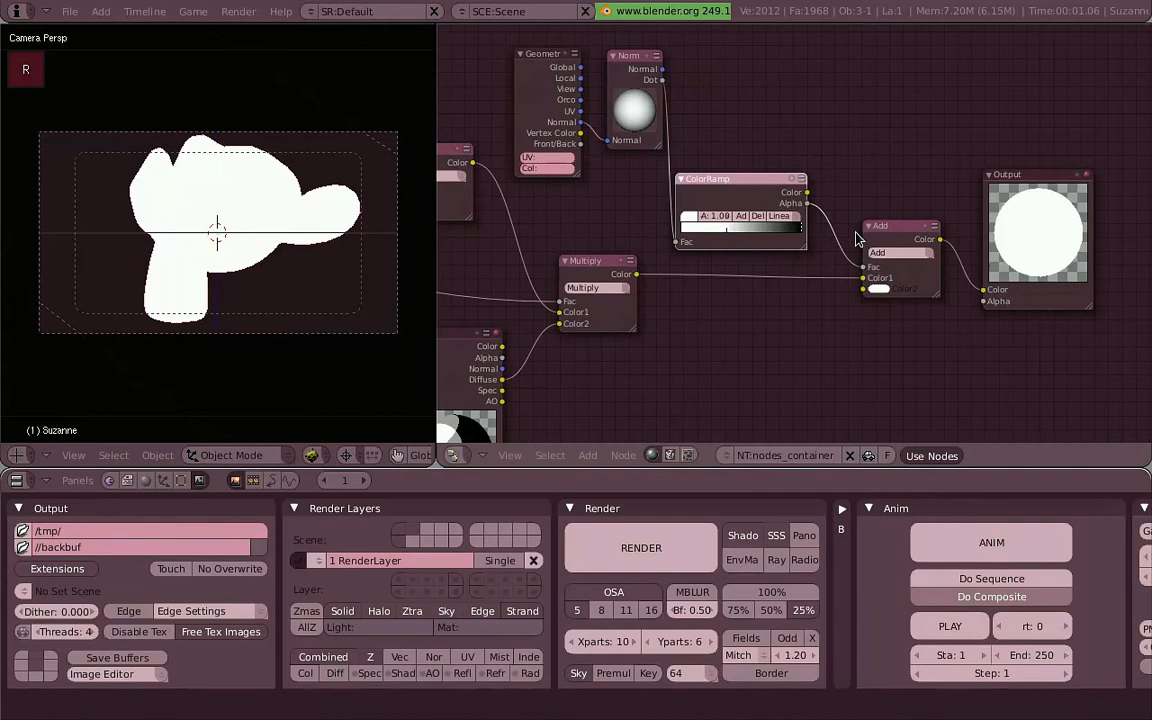 File Add Timeline Game Render Help SR:Default SCE:Scene www.blender.org 249.1 Ve:2012 | Fa:1968 | Ob:3-1 | La:1 | Mem:7.20M (6.15M) | Time:00:01.06 | Suzanne
Camera Persp
R
(1) Suzanne
View Select Object Object Mode Glob
Geometr
Global
Local
View
Orco
UV
Normal
Vertex Color
Front/Back
UV:
Col:
Norm
Normal
Dot
Normal
Color
ColorRamp
Color
Alpha
A: 1.00 Ad Del Linea
Fac
Multiply
Color
Multiply
Fac
Color1
Color2
Color
Alpha
Normal
Diffuse
Spec
AO
Add
Color
Add
Fac
Color1
Color2
Output
Color
Alpha
View Select Add Node NT:nodes_container F Use Nodes
Panels 1
Output
/tmp/
//backbuf
Extensions Touch No Overwrite
No Set Scene
Dither: 0.000 Edge Edge Settings
Threads: 4 Disable Tex Free Tex Images
Save Buffers
Image Editor
Render Layers
Scene:
1 RenderLayer Single
Layer:
Zmas Solid Halo Ztra Sky Edge Strand
AllZ Light: Mat:
Combined Z Vec Nor UV Mist Inde
Col Diff Spec Shad AO Refl Refr Rad
Render
RENDER
Shado SSS Pano
EnvMa Ray Radio
OSA MBLUR 100%
5 8 11 16 Bf: 0.50 75% 50% 25%
Xparts: 10 Yparts: 6 Fields Odd X
Mitch 1.20
Sky Premul Key 64 Border
B
Anim
ANIM
Do Sequence
Do Composite
PLAY rt: 0
Sta: 1 End: 250
Step: 1